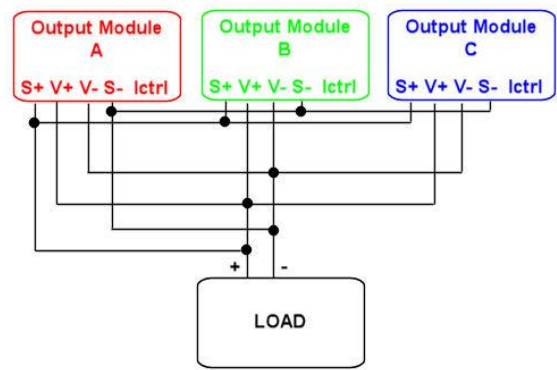 Output Module
A
S+ V+ V- S- Ictrl
Output Module
B
S+ V+ V- S- Ictrl
Output Module
C
S+ V+ V- S- Ictrl
+ -
LOAD